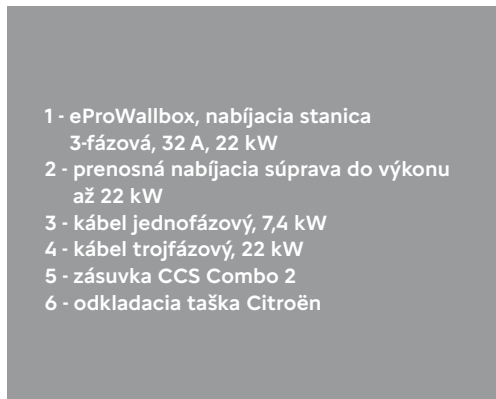 1 - eProWallbox, nabíjacia stanica
3-fázová, 32 A, 22 kW
2 - prenosná nabíjacia súprava do výkonu
až 22 kW
3 - kábel jednofázový, 7,4 kW
4 - kábel trojfázový, 22 kW
5 - zásuvka CCS Combo 2
6 - odkladacia taška Citroën